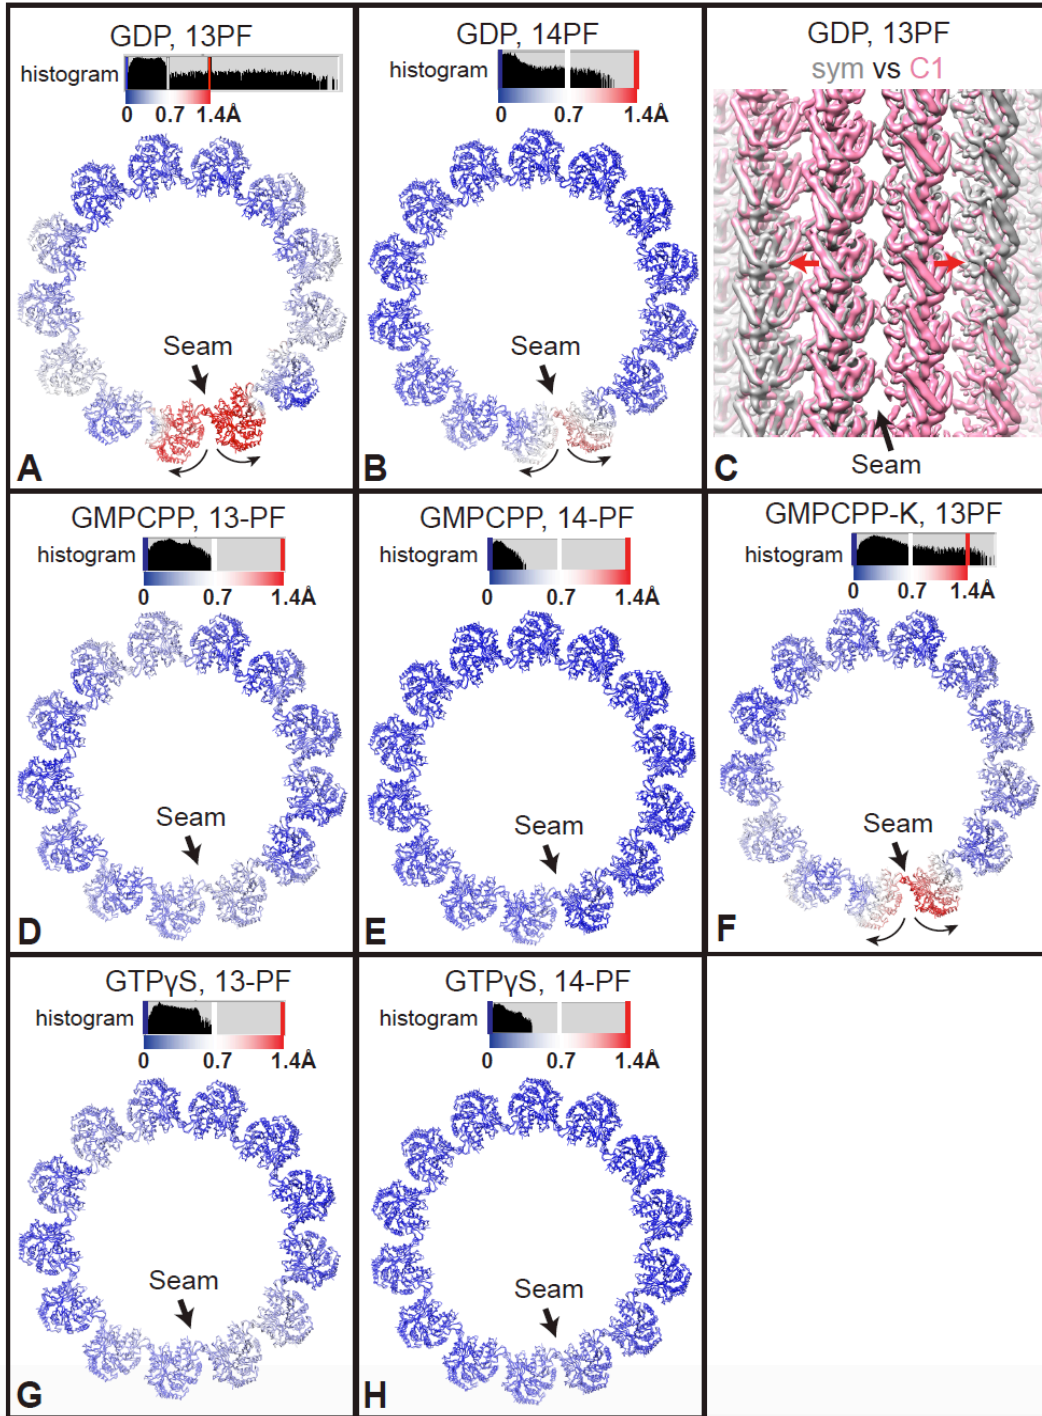 GDP, 13PF
histogram
0 0.7 1.4Å
Seam
A
GDP, 14PF
histogram
0 0.7 1.4Å
Seam
B
GDP, 13PF
sym vs C1
Seam
C
GMPCPP, 13-PF
histogram
0 0.7 1.4Å
Seam
D
GMPCPP, 14-PF
histogram
0 0.7 1.4Å
Seam
E
GMPCPP-K, 13PF
histogram
0 0.7 1.4Å
Seam
F
GTPγS, 13-PF
histogram
0 0.7 1.4Å
Seam
G
GTPγS, 14-PF
histogram
0 0.7 1.4Å
Seam
H